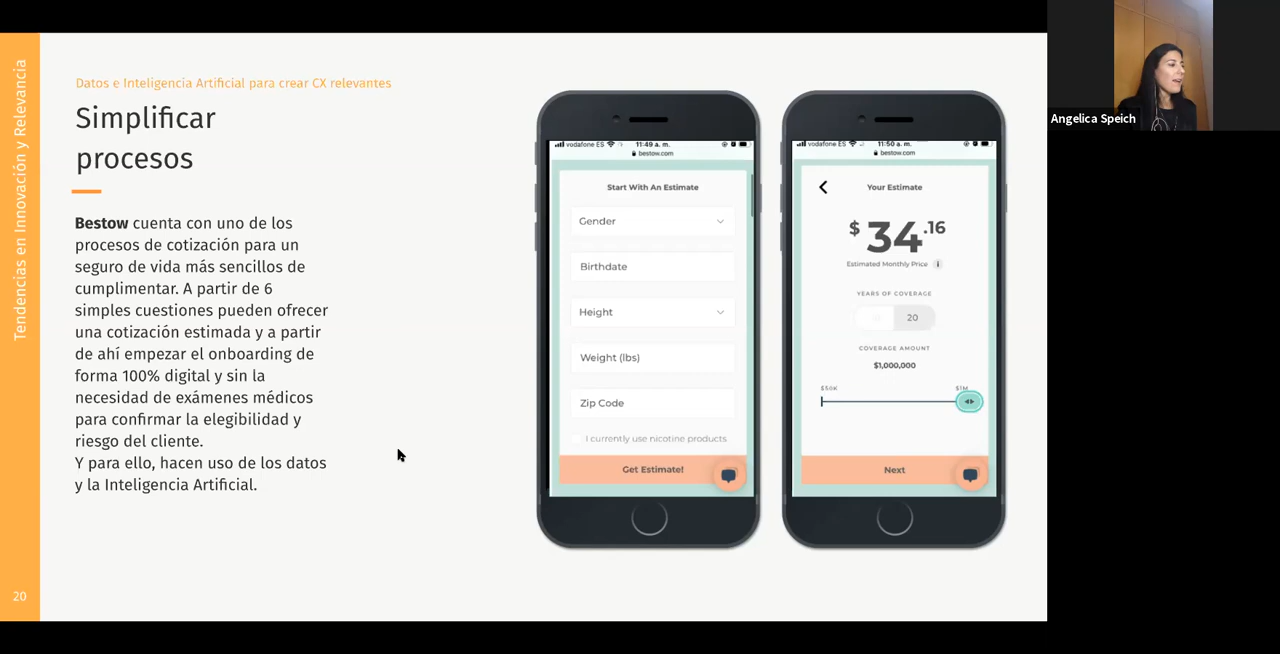 Tendencias en Innovación y Relevancia
20
Datos e Inteligencia Artificial para crear CX relevantes
Simplificar
procesos
Bestow cuenta con uno de los
procesos de cotización para un
seguro de vida más sencillos de
cumplimentar. A partir de 6
simples cuestiones pueden ofrecer
una cotización estimada y a partir
de ahí empezar el onboarding de
forma 100% digital y sin la
necesidad de exámenes médicos
para confirmar la elegibilidad y
riesgo del cliente.
Y para ello, hacen uso de los datos
y la Inteligencia Artificial.
vodafone ES 11:49 a. m.
bestow.com
Start With An Estimate
Gender
Birthdate
Height
Weight (lbs)
Zip Code
I currently use nicotine products
Get Estimate!
vodafone ES 11:50 a. m.
bestow.com
Your Estimate
$ 34.16
Estimated Monthly Price i
YEARS OF COVERAGE
20
COVERAGE AMOUNT
$1,000,000
$50K $1M
Next
Angelica Speich